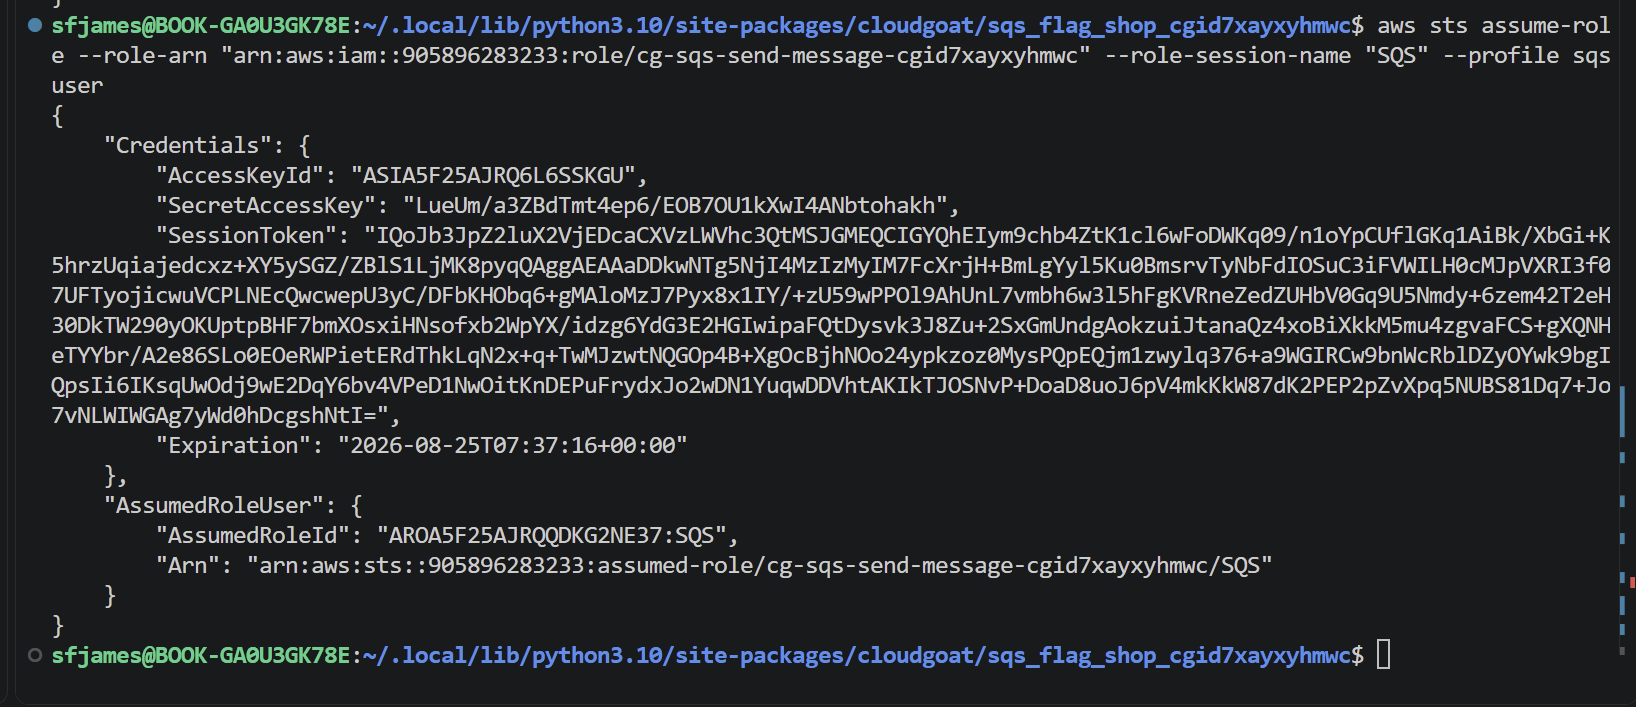 sfjames@BOOK-GA0U3GK78E:~/.local/lib/python3.10/site-packages/cloudgoat/sqs_flag_shop_cgid7xayxyhmwc$ aws sts assume-rol
e --role-arn "arn:aws:iam::905896283233:role/cg-sqs-send-message-cgid7xayxyhmwc" --role-session-name "SQS" --profile sqs
user
{
    "Credentials": {
        "AccessKeyId": "ASIA5F25AJRQ6L6SSKGU",
        "SecretAccessKey": "LueUm/a3ZBdTmt4ep6/EOB7OU1kXwI4ANbtohakh",
        "SessionToken": "IQoJb3JpZ2luX2VjEDcaCXVzLWVhc3QtMSJGMEQCIGYQhEIym9chb4ZtK1cl6wFoDWKq09/n1oYpCUflGKq1AiBk/XbGi+K
5hrzUqiajedcxz+XY5ySGZ/ZBlS1LjMK8pyqQAggAEAAaDDkwNTg5NjI4MzIzMyIM7FcXrjH+BmLgYyl5Ku0BmsrvTyNbFdIOSuC3iFVWILH0cMJpVXRI3f0
7UFTyojicwuVCPLNEcQwcwepU3yC/DFbKHObq6+gMAloMzJ7Pyx8x1IY/+zU59wPPOl9AhUnL7vmbh6w3l5hFgKVRneZedZUHbV0Gq9U5Nmdy+6zem42T2eH
30DkTW290yOKUptpBHF7bmXOsxiHNsofxb2WpYX/idzg6YdG3E2HGIwipaFQtDysvk3J8Zu+2SxGmUndgAokzuiJtanaQz4xoBiXkkM5mu4zgvaFCS+gXQNH
eTYYbr/A2e86SLo0EOeRWPietERdThkLqN2x+q+TwMJzwtNQGOp4B+XgOcBjhNOo24ypkzoz0MysPQpEQjm1zwylq376+a9WGIRCw9bnWcRblDZyOYwk9bgI
QpsIi6IKsqUwOdj9wE2DqY6bv4VPeD1NwOitKnDEPuFrydxJo2wDN1YuqwDDVhtAKIkTJOSNvP+DoaD8uoJ6pV4mkKkW87dK2PEP2pZvXpq5NUBS81Dq7+Jo
7vNLWIWGAg7yWd0hDcgshNtI=",
        "Expiration": "2026-08-25T07:37:16+00:00"
    },
    "AssumedRoleUser": {
        "AssumedRoleId": "AROA5F25AJRQQDKG2NE37:SQS",
        "Arn": "arn:aws:sts::905896283233:assumed-role/cg-sqs-send-message-cgid7xayxyhmwc/SQS"
    }
}
sfjames@BOOK-GA0U3GK78E:~/.local/lib/python3.10/site-packages/cloudgoat/sqs_flag_shop_cgid7xayxyhmwc$